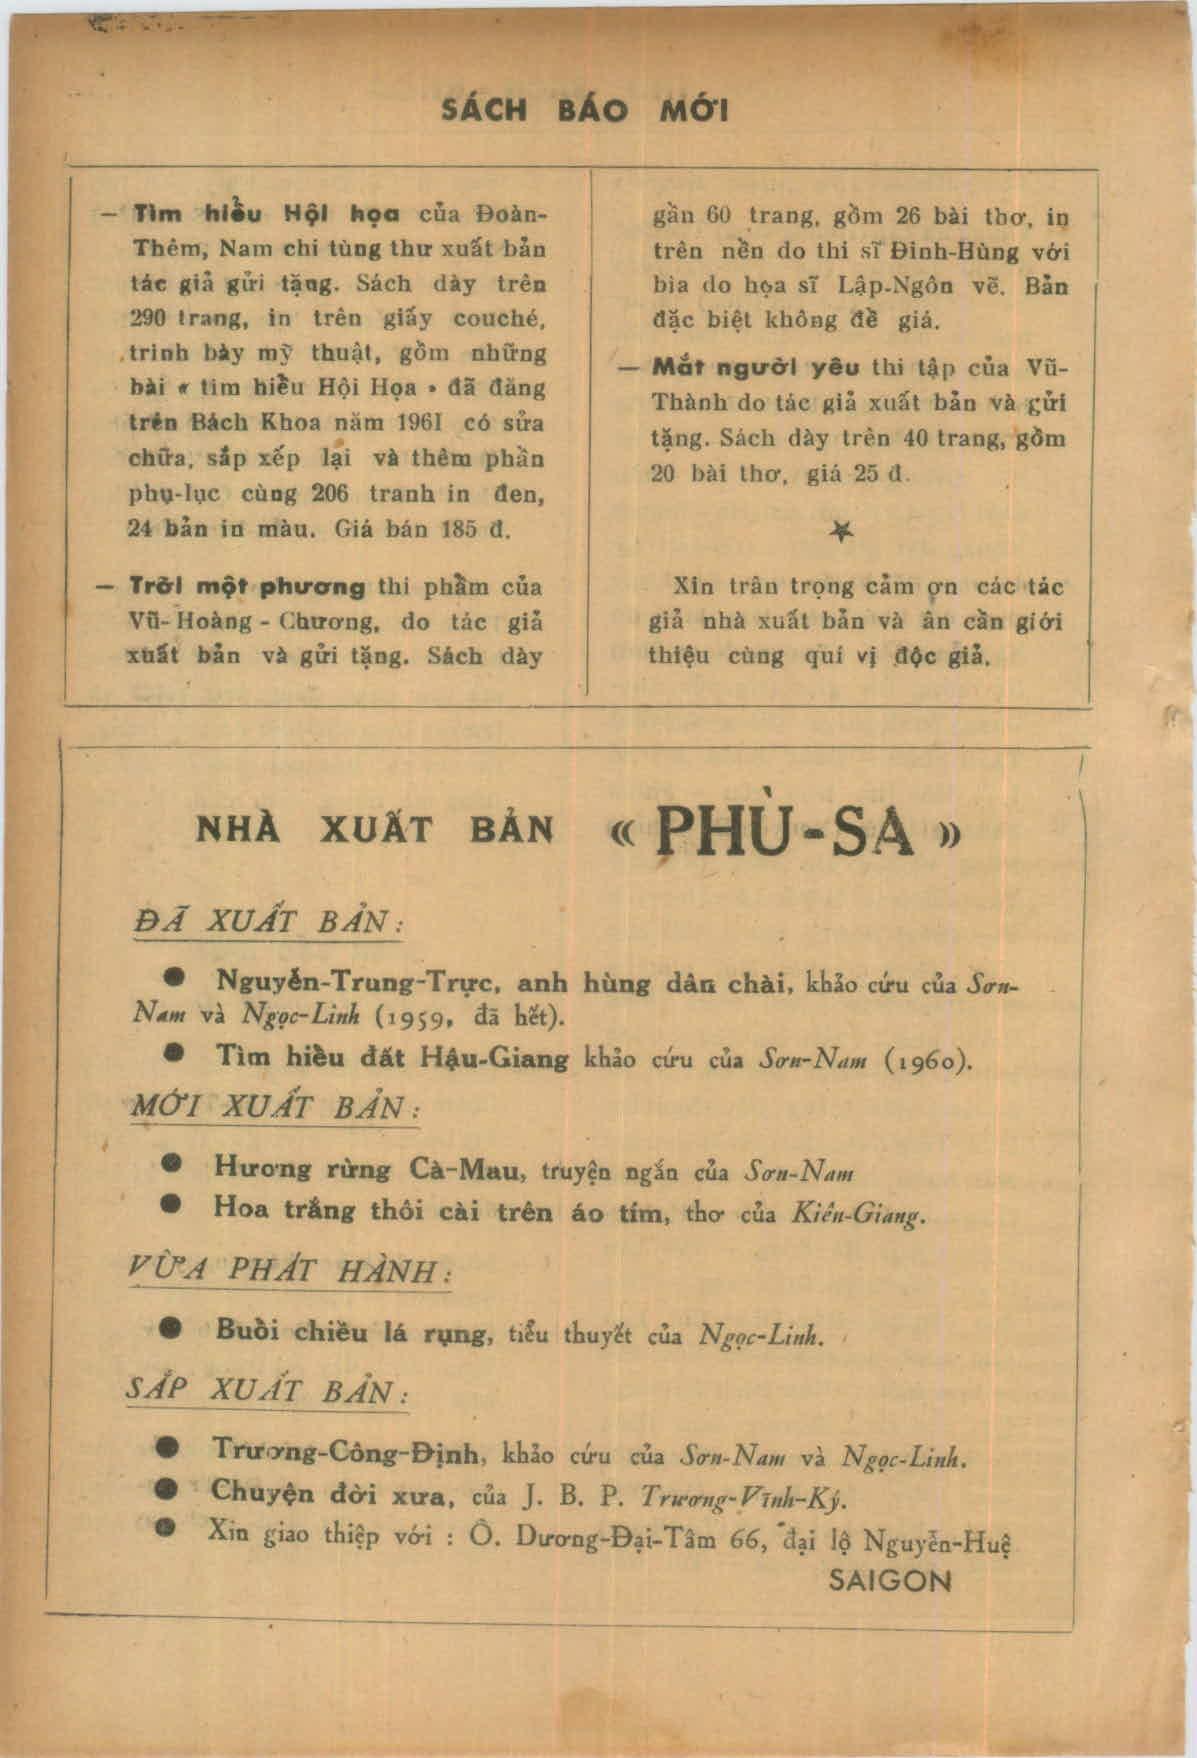 SÁCH BÁO MỚI
— Tìm hiểu Hội họa của Đoàn-
Thêm, Nam chi tùng thư xuất bản
tác giả gửi tặng. Sách dày trên
290 trang, in trên giấy couché,
trình bày mỹ thuật, gồm những
bài « tìm hiểu Hội Họa » đã đăng
trên Bách Khoa năm 1961 có sửa
chữa, sắp xếp lại và thêm phần
phụ-lục cùng 206 tranh in đen,
24 bản in màu. Giá bán 185 đ.
— Trời một phương thi phẩm của
Vũ-Hoàng-Chương, do tác giả
xuất bản và gửi tặng. Sách dày
gần 60 trang, gồm 26 bài thơ, in
trên nền do thi sĩ Đinh-Hùng với
bìa do họa sĩ Lập-Ngôn vẽ. Bản
đặc biệt không đề giá.
— Mắt người yêu thi tập của Vũ-
Thành do tác giả xuất bản và gửi
tặng. Sách dày trên 40 trang, gồm
20 bài thơ, giá 25 đ.
Xin trân trọng cảm ơn các tác
giả nhà xuất bản và ân cần giới
thiệu cùng quí vị độc giả.
NHÀ XUẤT BẢN « PHÙ-SA »
ĐÃ XUẤT BẢN :
● Nguyễn-Trung-Trực, anh hùng dân chài, khảo cứu của Sơn-
Nam và Ngọc-Linh (1959, đã hết).
● Tìm hiểu đất Hậu-Giang khảo cứu của Sơn-Nam (1960).
MỚI XUẤT BẢN :
● Hương rừng Cà-Mau, truyện ngắn của Sơn-Nam
● Hoa trắng thôi cài trên áo tím, thơ của Kiên-Giang.
VỪA PHÁT HÀNH :
● Buổi chiều lá rụng, tiểu thuyết của Ngọc-Linh.
SẮP XUẤT BẢN :
● Trương-Công-Định, khảo cứu của Sơn-Nam và Ngọc-Linh.
● Chuyện đời xưa, của J. B. P. Trương-Vĩnh-Ký.
● Xin giao thiệp với : Ô. Dương-Đại-Tâm 66, đại lộ Nguyễn-Huệ
SAIGON